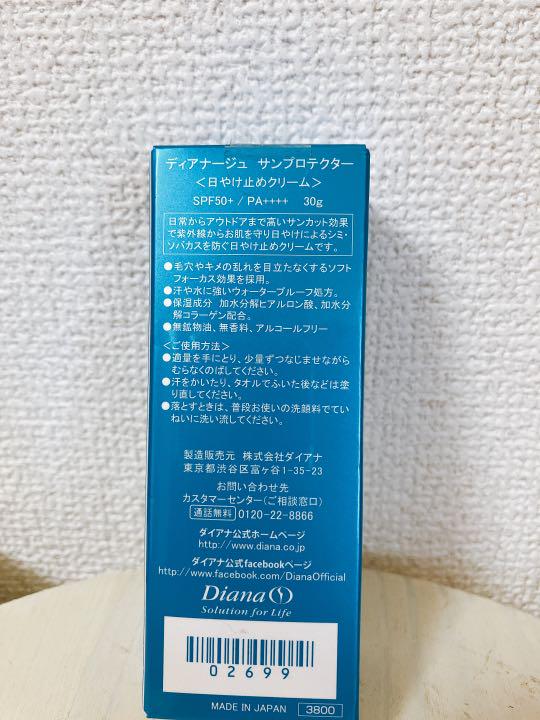 ディアナージュ サンプロテクター
＜日やけ止めクリーム＞
SPF50+ / PA++++ 30g
日常からアウトドアまで高いサンカット効果
で紫外線からお肌を守り日やけによるシミ・
ソバカスを防ぐ日やけ止めクリームです。
●毛穴やキメの乱れを目立たなくするソフト
フォーカス効果を採用。
●汗や水に強いウォータープルーフ処方。
●保湿成分 加水分解ヒアルロン酸、加水分
解コラーゲン配合。
●無鉱物油、無香料、アルコールフリー
＜ご使用方法＞
●適量を手にとり、少量ずつなじませながら
むらなくのばしてください。
●汗をかいたり、タオルでふいた後などは塗
り直してください。
●落とすときは、普段お使いの洗顔料でてい
ねいに洗い流してください。
製造販売元 株式会社ダイアナ
東京都渋谷区富ヶ谷1-35-23
お問い合わせ先
カスタマーセンター（ご相談窓口）
通話無料 0120-22-8866
ダイアナ公式ホームページ
http://www.diana.co.jp
ダイアナ公式facebookページ
http://www.facebook.com/DianaOfficial
Diana
Solution for Life
02699
MADE IN JAPAN 3800